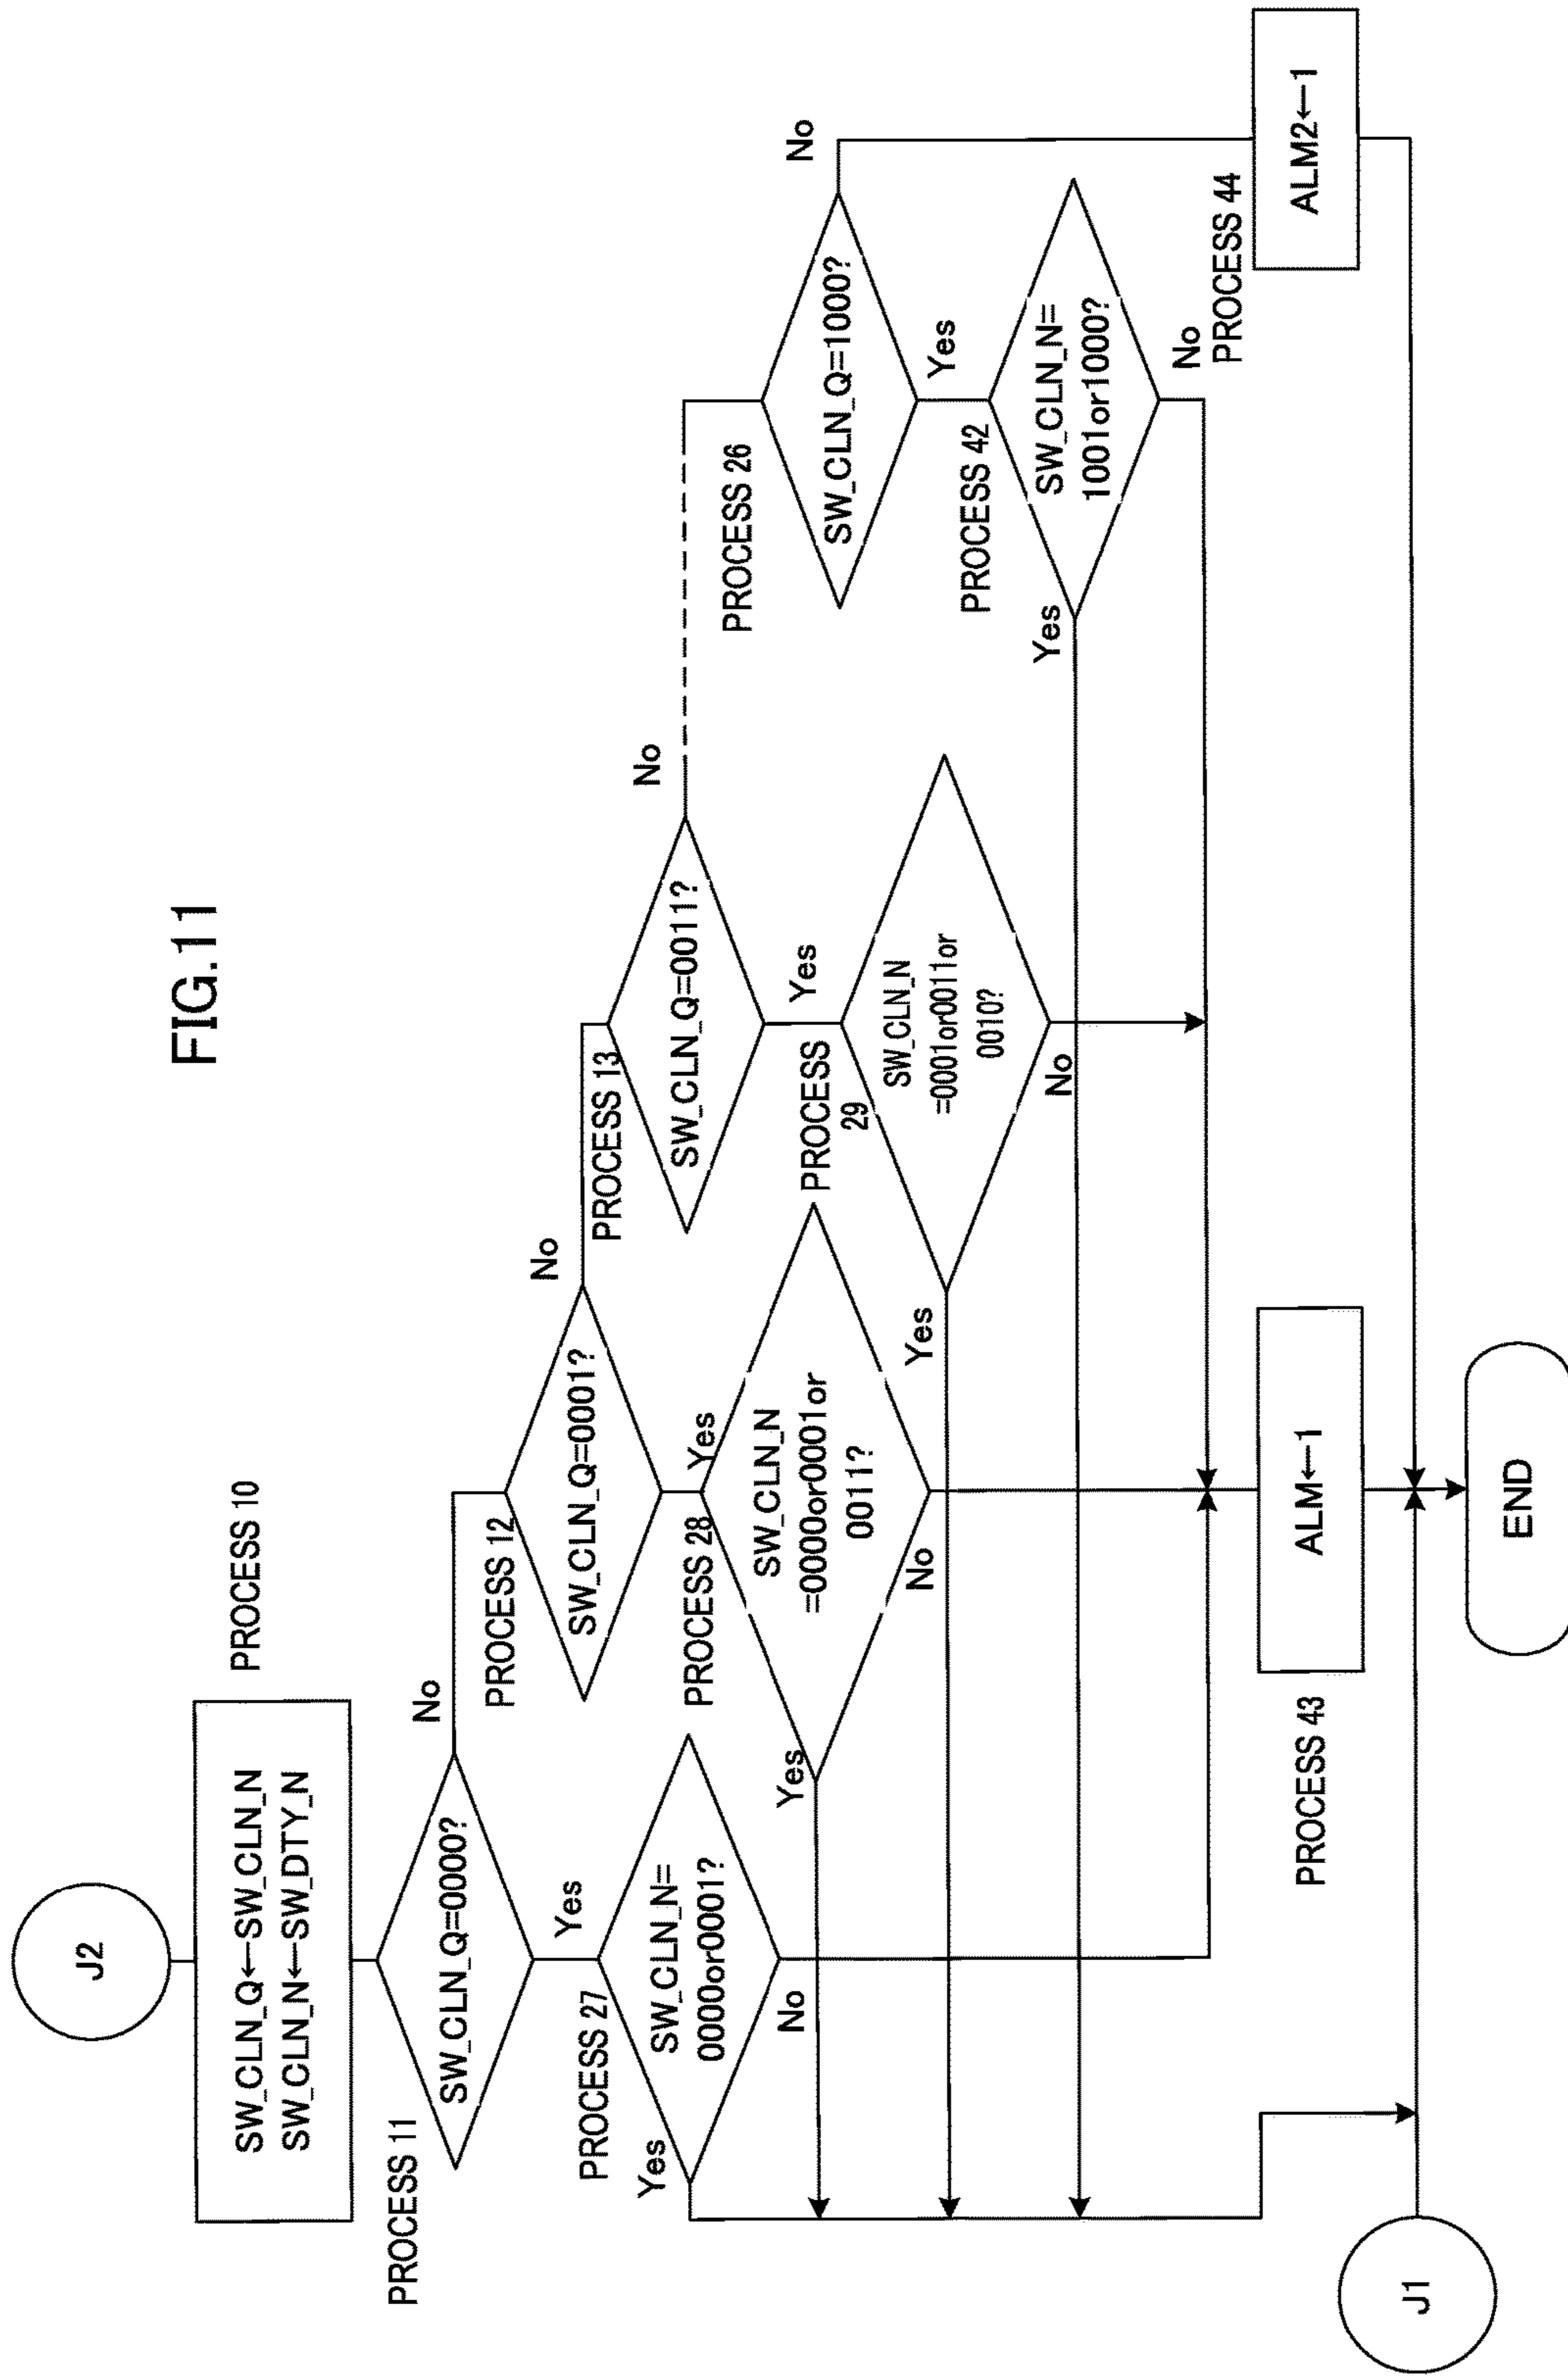 FIG.11
J2
PROCESS 10
SW_CLN_Q←SW_CLN_N
SW_CLN_N←SW_DTY_N
PROCESS 11
SW_CLN_Q=0000?
No
Yes
PROCESS 12
SW_CLN_Q=0001?
No
Yes
PROCESS 13
SW_CLN_Q=0011?
No
Yes
PROCESS 26
SW_CLN_Q=1000?
No
Yes
PROCESS 27
SW_CLN_N=
0000or0001?
Yes
No
PROCESS 28
SW_CLN_N
=0000or0001or
0011?
Yes
No
PROCESS
29
SW_CLN_N
=0001or0011or
0010?
Yes
No
PROCESS 42
SW_CLN_N=
1001or1000?
Yes
No
PROCESS 44
ALM2←1
PROCESS 43
ALM←1
J1
END